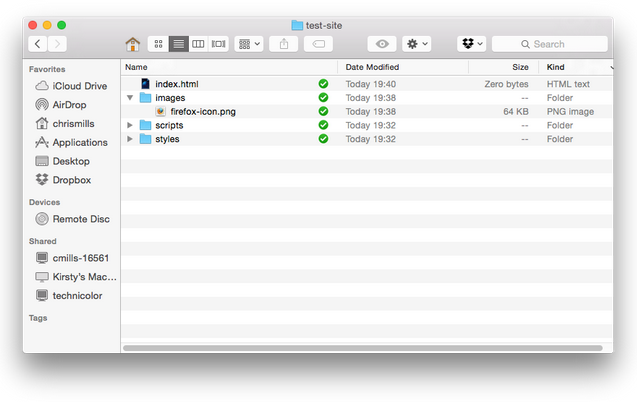 test-site
Search
Favorites
iCloud Drive
AirDrop
chrismills
Applications
Desktop
Dropbox
Devices
Remote Disc
Shared
cmills-16561
Kirsty's Mac…
technicolor
Tags
Name Date Modified Size Kind
index.html Today 19:40 Zero bytes HTML text
images Today 19:38 -- Folder
firefox-icon.png Today 19:38 64 KB PNG image
scripts Today 19:32 -- Folder
styles Today 19:32 -- Folder